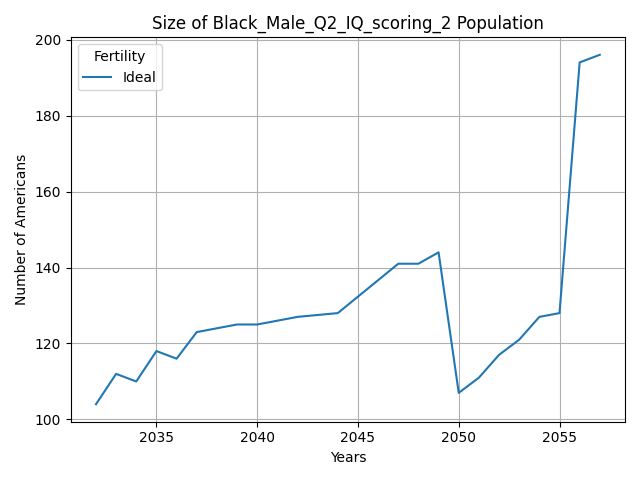 Size of Black_Male_Q2_IQ_scoring_2 Population
200
180
160
140
120
100
Number of Americans
Fertility
Ideal
2035 2040 2045 2050 2055
Years